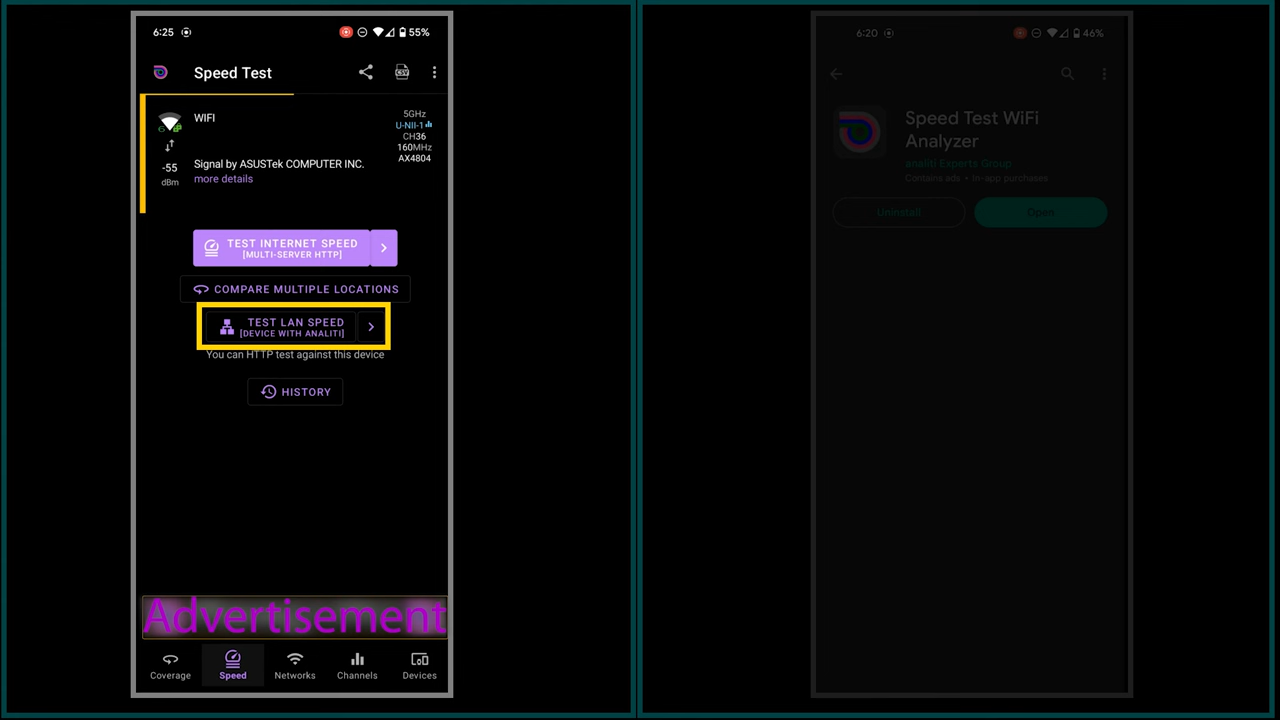 6:25
55%
Speed Test
CSV
WIFI
6
-55
dBm
Signal by ASUSTek COMPUTER INC.
more details
5GHz
U-NII-1
CH36
160MHz
AX4804
TEST INTERNET SPEED
[MULTI-SERVER HTTP]
COMPARE MULTIPLE LOCATIONS
TEST LAN SPEED
[DEVICE WITH ANALITI]
You can HTTP test against this device
HISTORY
Advertisement
Coverage
Speed
Networks
Channels
Devices
6:20
46%
Speed Test WiFi
Analyzer
analiti Experts Group
Contains ads • In-app purchases
Uninstall
Open